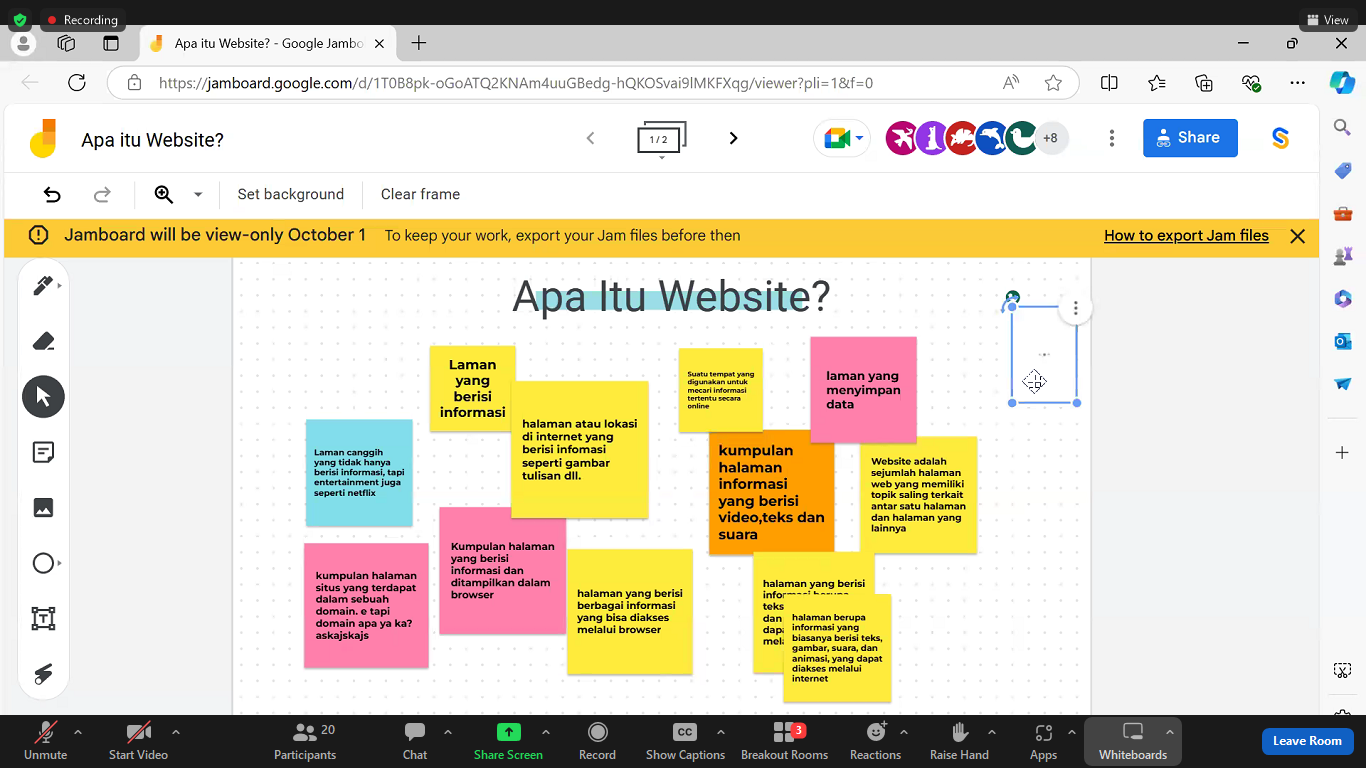 Recording
View
Apa itu Website? - Google Jambo
https://jamboard.google.com/d/1T0B8pk-oGoATQ2KNAm4uuGBedg-hQKOSvai9lMKFXqg/viewer?pli=1&f=0
Apa itu Website?
1 / 2
+8
Share
Set background
Clear frame
Jamboard will be view-only October 1 To keep your work, export your Jam files before then
How to export Jam files
Apa Itu Website?
Laman
yang
berisi
informasi
halaman atau lokasi
di internet yang
berisi infomasi
seperti gambar
tulisan dll.
Suatu tempat yang
digunakan untuk
mecari informasi
tertentu secara
online
laman yang
menyimpan
data
Laman canggih
yang tidak hanya
berisi informasi, tapi
entertainment juga
seperti netflix
kumpulan
halaman
informasi
yang berisi
video,teks dan
suara
Website adalah
sejumlah halaman
web yang memiliki
topik saling terkait
antar satu halaman
dan halaman yang
lainnya
kumpulan halaman
situs yang terdapat
dalam sebuah
domain. e tapi
domain apa ya ka?
askajskajs
Kumpulan halaman
yang berisi
informasi dan
ditampilkan dalam
browser
halaman yang berisi
berbagai informasi
yang bisa diakses
melalui browser
halaman yang berisi
teks
dan
halaman berupa
informasi yang
biasanya berisi teks,
gambar, suara, dan
animasi, yang dapat
diakses melalui
internet
Unmute
Start Video
20
Participants
Chat
Share Screen
Record
CC
Show Captions
3
Breakout Rooms
Reactions
Raise Hand
Apps
Whiteboards
Leave Room